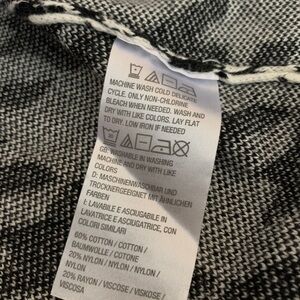 MACHINE WASH COLD DELICATE
CYCLE. ONLY NON-CHLORINE
BLEACH WHEN NEEDED. WASH AND
DRY WITH LIKE COLORS. LAY FLAT
TO DRY. LOW IRON IF NEEDED
GB: WASHABLE IN WASHING
MACHINE AND DRY WITH LIKE
COLORS
D: MASCHINENWASCHBAR UND
TROCKNERGEEIGNET MIT ÄHNLICHEN
FARBEN
I: LAVABILE E ASCIUGABILE IN
LAVATRICE E ASCIUGATRICE, CON
COLORI SIMILARI
60% COTTON / COTTON /
BAUMWOLLE / COTONE
20% NYLON / NYLON / NYLON /
NYLON
20% RAYON / VISCOSE / VISKOSE /
VISCOSA